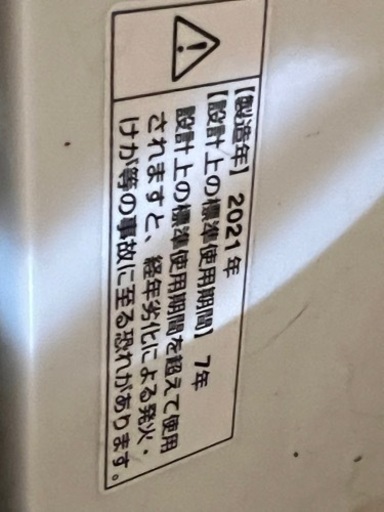 【製造年】 2021年
【設計上の標準使用期間】 7年
設計上の標準使用期間を超えて使用
されますと、経年劣化による発火・
けが等の事故に至る恐れがあります。